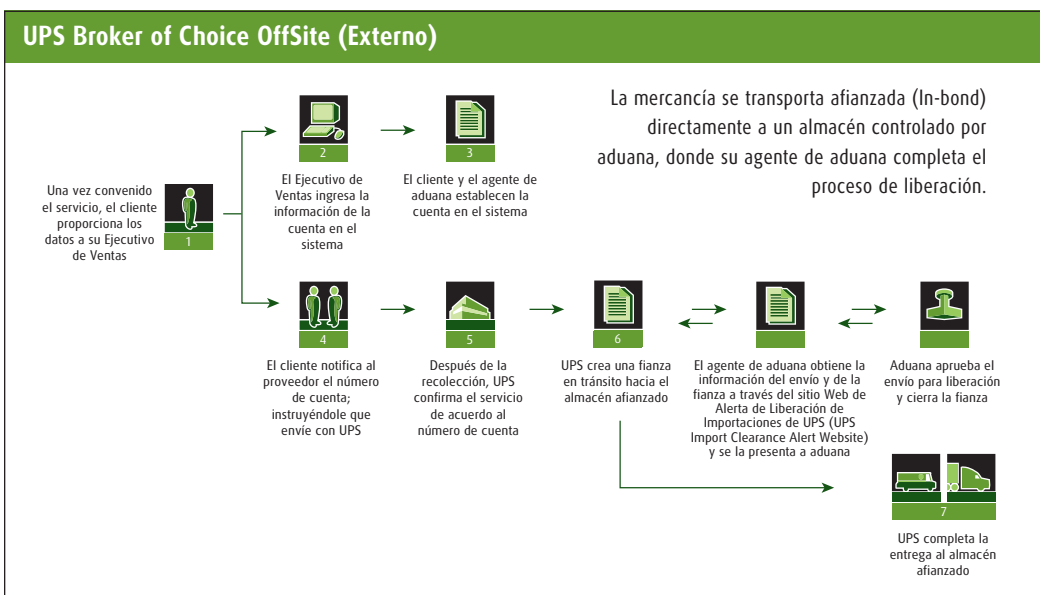 UPS Broker of Choice OffSite (Externo)
La mercancía se transporta afianzada (In-bond)
directamente a un almacén controlado por
aduana, donde su agente de aduana completa el
proceso de liberación.
Una vez convenido
el servicio, el cliente
proporciona los
datos a su Ejecutivo
de Ventas
1
2
El Ejecutivo de
Ventas ingresa la
información de la
cuenta en el
sistema
3
El cliente y el agente de
aduana establecen la
cuenta en el sistema
4
El cliente notifica al
proveedor el número
de cuenta;
instruyéndole que
envíe con UPS
5
Después de la
recolección, UPS
confirma el servicio
de acuerdo al
número de cuenta
6
UPS crea una fianza
en tránsito hacia el
almacén afianzado
El agente de aduana obtiene la
información del envío y de la
fianza a través del sitio Web de
Alerta de Liberación de
Importaciones de UPS (UPS
Import Clearance Alert Website)
y se la presenta a aduana
Aduana aprueba el
envío para liberación
y cierra la fianza
7
UPS completa la
entrega al almacén
afianzado